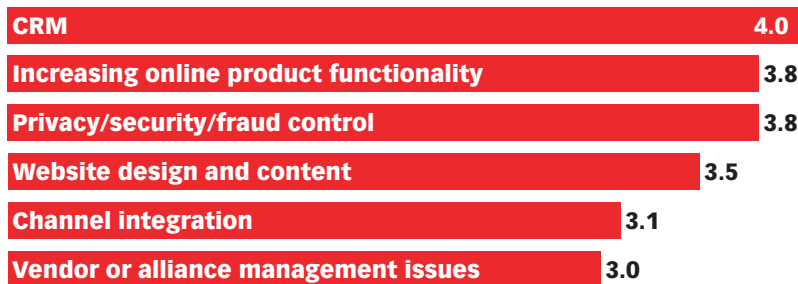 CRM 4.0
Increasing online product functionality 3.8
Privacy/security/fraud control 3.8
Website design and content 3.5
Channel integration 3.1
Vendor or alliance management issues 3.0